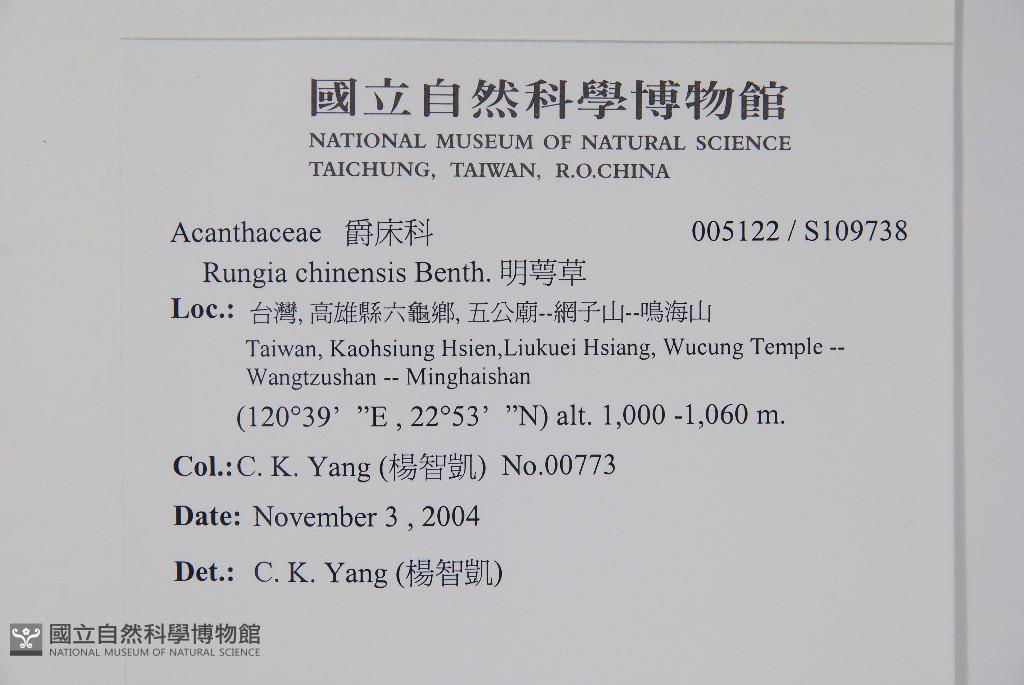 國立自然科學博物館
NATIONAL MUSEUM OF NATURAL SCIENCE
TAICHUNG, TAIWAN, R.O.CHINA
Acanthaceae 爵床科 005122 / S109738
Rungia chinensis Benth. 明萼草
Loc.: 台灣, 高雄縣六龜鄉, 五公廟--網子山--鳴海山
Taiwan, Kaohsiung Hsien,Liukuei Hsiang, Wucung Temple --
Wangtzushan -- Minghaishan
(120°39’ ”E , 22°53’ ”N) alt. 1,000 -1,060 m.
Col.:C. K. Yang (楊智凱) No.00773
Date: November 3 , 2004
Det.: C. K. Yang (楊智凱)
國立自然科學博物館
NATIONAL MUSEUM OF NATURAL SCIENCE